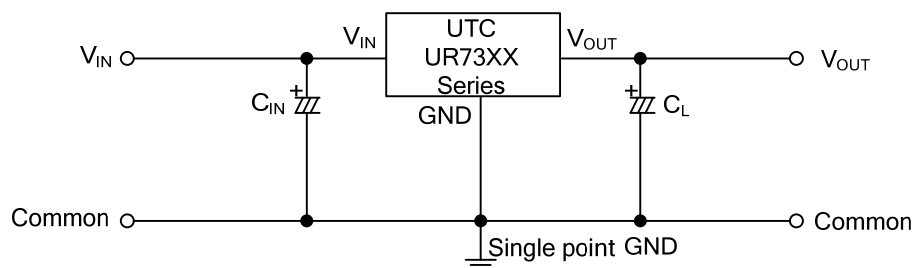 UTC
UR73XX
Series
V_IN
V_IN
V_OUT
V_OUT
+
C_IN
+
C_L
GND
Common
Common
Single point GND